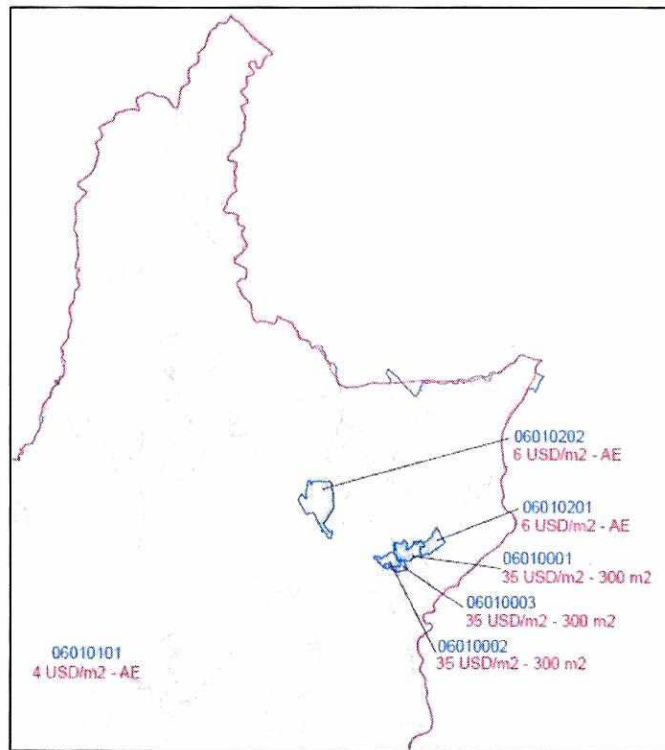 06010202
6 USD/m2 - AE
06010201
6 USD/m2 - AE
06010001
35 USD/m2 - 300 m2
06010003
35 USD/m2 - 300 m2
06010002
35 USD/m2 - 300 m2
06010101
4 USD/m2 - AE